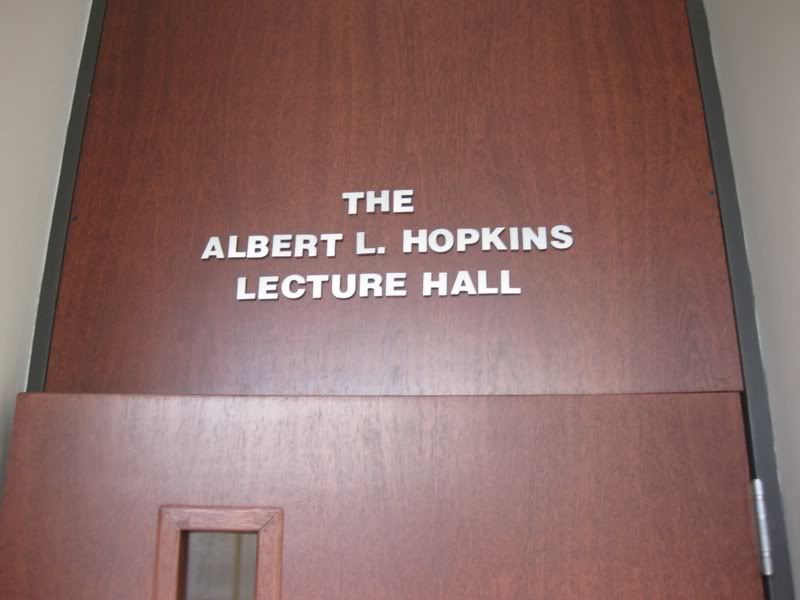 THE
ALBERT L. HOPKINS
LECTURE HALL